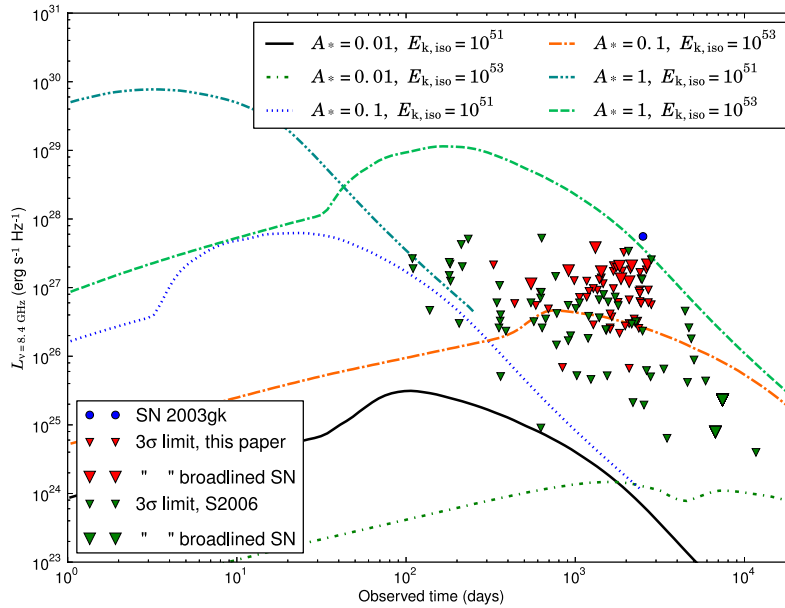 A* = 0.01, E_k,iso = 10^51
A* = 0.01, E_k,iso = 10^53
A* = 0.1, E_k,iso = 10^51
A* = 0.1, E_k,iso = 10^53
A* = 1, E_k,iso = 10^51
A* = 1, E_k,iso = 10^53
10^31
10^30
10^29
10^28
10^27
10^26
10^25
10^24
10^23
L_ν=8.4 GHz (erg s^-1 Hz^-1)
SN 2003gk
3σ limit, this paper
" " broadlined SN
3σ limit, S2006
" " broadlined SN
10^0 10^1 10^2 10^3 10^4
Observed time (days)